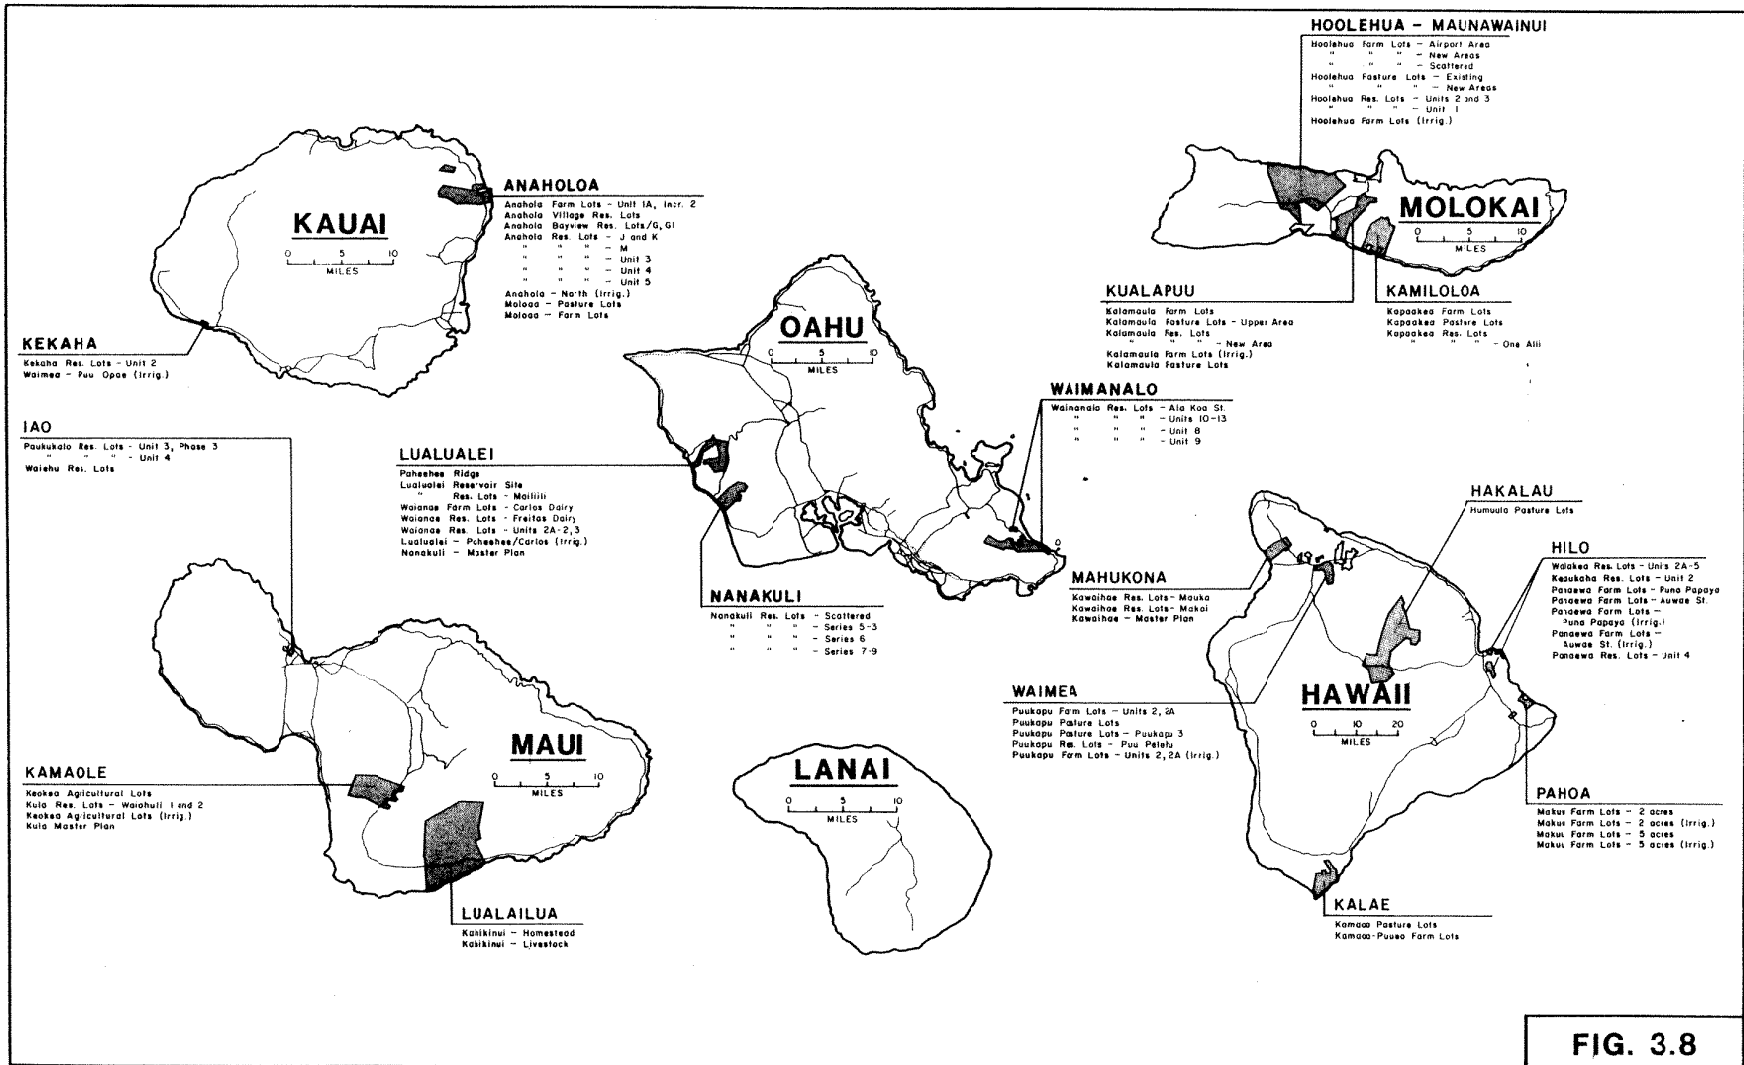 HOOLEHUA - MAUNAWAINUI
Hoolehua Farm Lots - Airport Area
" " " - New Areas
" " " - Scattered
Hoolehua Pasture Lots - Existing
" " " - New Areas
Hoolehua Res. Lots - Units 2 and 3
" " " - Unit 1
Hoolehua Farm Lots (Irrig.)
MOLOKAI
0 5 10
MILES
KUALAPUU
Kalamaula Farm Lots
Kalamaula Pasture Lots - Upper Area
Kalamaula Res. Lots
" " " - New Area
Kalamaula Farm Lots (Irrig.)
Kalamaula Pasture Lots
KAMILOLOA
Kapaakea Farm Lots
Kapaakea Pasture Lots
Kapaakea Res. Lots
" " " - One Alii
KAUAI
0 5 10
MILES
ANAHOLOA
Anahola Farm Lots - Unit 1A, Incr. 2
Anahola Village Res. Lots
Anahola Bayview Res. Lots/G, G1
Anahola Res. Lots - J and K
" " " - M
" " " - Unit 3
" " " - Unit 4
" " " - Unit 5
Anahola - North (Irrig.)
Moloaa - Pasture Lots
Moloaa - Farm Lots
KEKAHA
Kekaha Res. Lots - Unit 2
Waimea - Puu Opae (Irrig.)
OAHU
0 5 10
MILES
WAIMANALO
Waimanalo Res. Lots - Ala Koa St.
" " " - Units 10-13
" " " - Unit 8
" " " - Unit 9
LUALUALEI
Paheehee Ridge
Lualualei Reservoir Site
" Res. Lots - Mailiili
Waianae Farm Lots - Carlos Dairy
Waianae Res. Lots - Freitas Dairy
Waianae Res. Lots - Units 2A-2,3
Lualualei - Paheehee/Carlos (Irrig.)
Nanakuli - Master Plan
NANAKULI
Nanakuli Res. Lots - Scattered
" " " - Series 5-3
" " " - Series 6
" " " - Series 7-9
IAO
Paukukalo Res. Lots - Unit 3, Phase 3
" " " - Unit 4
Waiehu Res. Lots
MAUI
0 5 10
MILES
KAMAOLE
Keokea Agricultural Lots
Kula Res. Lots - Waiohuli 1 and 2
Keokea Agricultural Lots (Irrig.)
Kula Master Plan
LUALAILUA
Kahikinui - Homestead
Kahikinui - Livestock
LANAI
0 5 10
MILES
HAWAII
0 10 20
MILES
HAKALAU
Humuula Pasture Lots
HILO
Waiakea Res. Lots - Units 2A-5
Keaukaha Res. Lots - Unit 2
Panaewa Farm Lots - Puna Papaya
Panaewa Farm Lots - Auwae St.
Panaewa Farm Lots -
Puna Papaya (Irrig.)
Panaewa Farm Lots -
Auwae St. (Irrig.)
Panaewa Res. Lots - Unit 4
MAHUKONA
Kawaihae Res. Lots - Mauka
Kawaihae Res. Lots - Makai
Kawaihae - Master Plan
WAIMEA
Puukapu Farm Lots - Units 2, 2A
Puukapu Pasture Lots
Puukapu Pasture Lots - Puukapu 3
Puukapu Res. Lots - Puu Pelelu
Puukapu Farm Lots - Units 2, 2A (Irrig.)
PAHOA
Makuu Farm Lots - 2 acres
Makuu Farm Lots - 2 acres (Irrig.)
Makuu Farm Lots - 5 acres
Makuu Farm Lots - 5 acres (Irrig.)
KALAE
Kamaoa Pasture Lots
Kamaoa-Puueo Farm Lots
FIG. 3.8